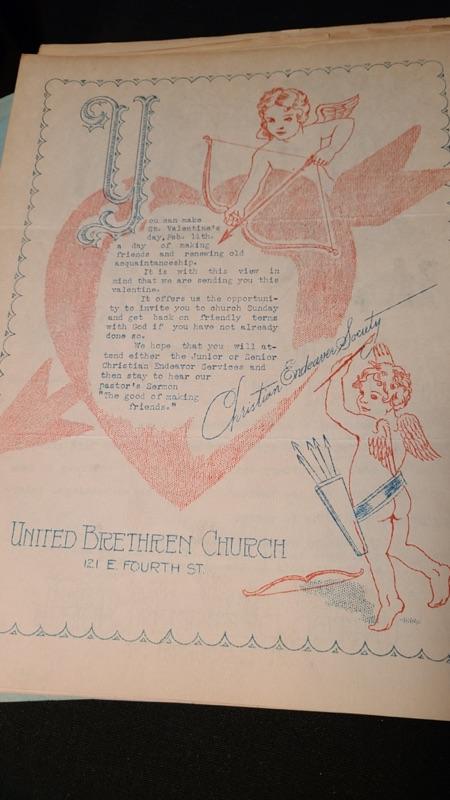 You can make
St. Valentine's
day, Feb. 14th.
a day of making
friends and renewing old
acquaintanceship.
It is with this view in
mind that we are sending you this
valentine.
It offers us the opportuni-
ty to invite you to church Sunday
and get back on friendly terms
with God if you have not already
done so.
We hope that you will at-
tend either the Junior or Senior
Christian Endeavor Services and
then stay to hear our
pastor's Sermon
"The good of making
friends."
Christian Endeavor Society
UNITED BRETHREN CHURCH
121 E. FOURTH ST.